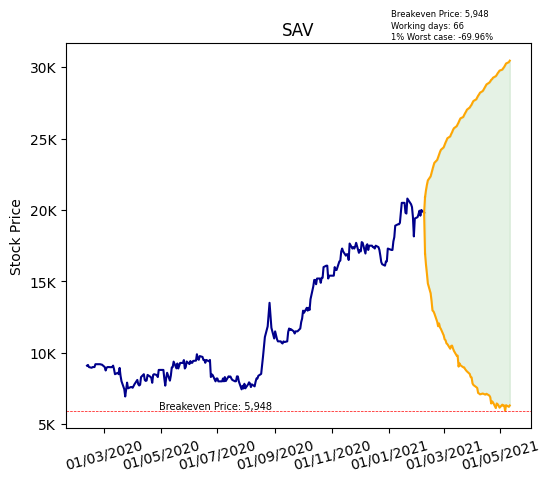 Breakeven Price: 5,948
Working days: 66
1% Worst case: -69.96%
SAV
Stock Price
30K
25K
20K
15K
10K
5K
Breakeven Price: 5,948
01/03/2020
01/05/2020
01/07/2020
01/09/2020
01/11/2020
01/01/2021
01/03/2021
01/05/2021